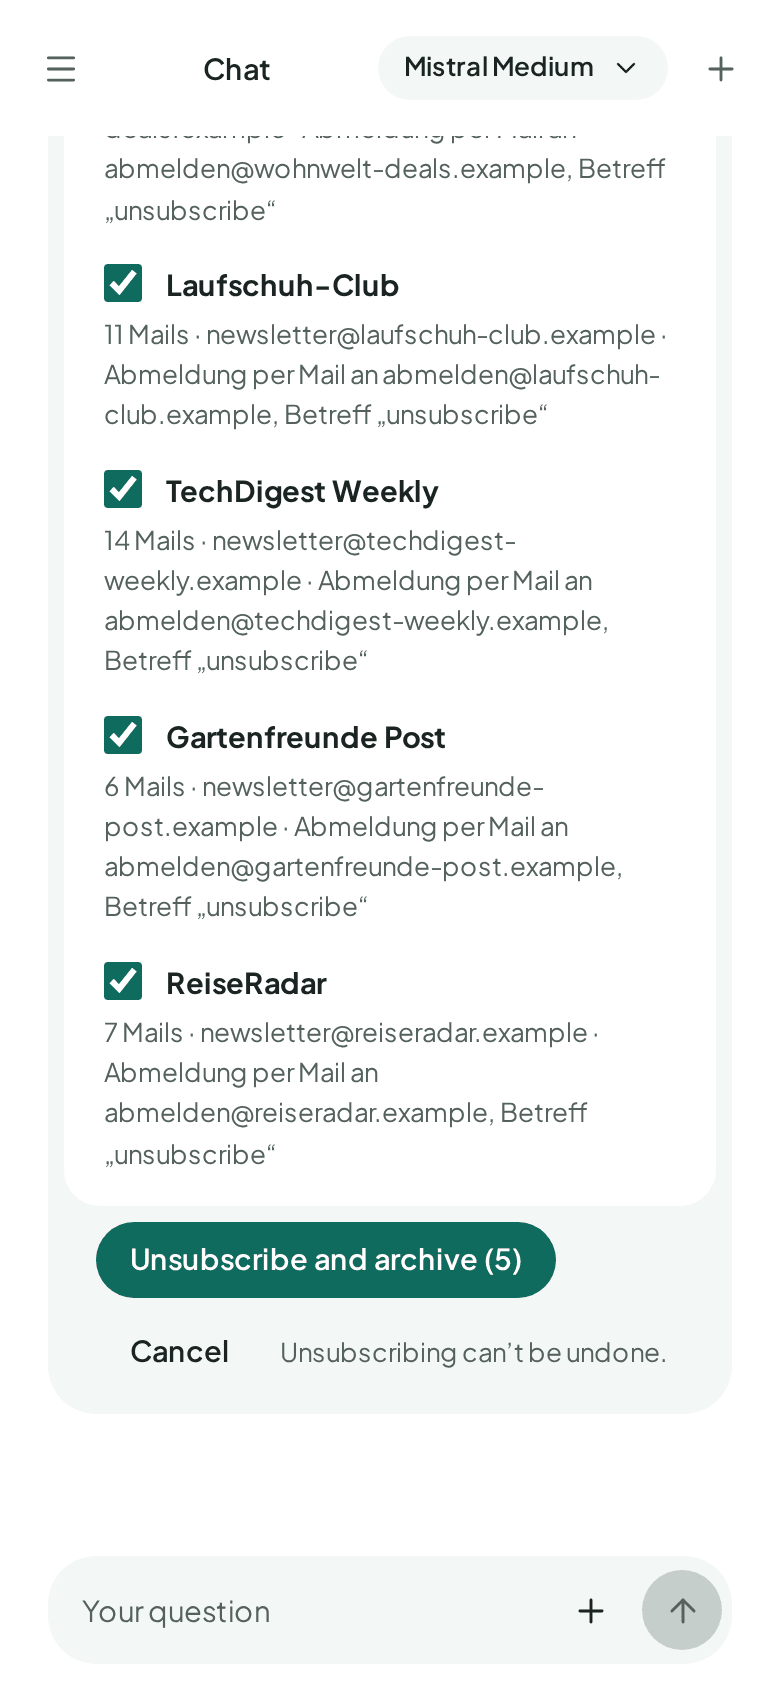 Chat
Mistral Medium
abmelden@wohnwelt-deals.example, Betreff
„unsubscribe“
Laufschuh-Club
11 Mails · newsletter@laufschuh-club.example ·
Abmeldung per Mail an abmelden@laufschuh-
club.example, Betreff „unsubscribe“
TechDigest Weekly
14 Mails · newsletter@techdigest-
weekly.example · Abmeldung per Mail an
abmelden@techdigest-weekly.example,
Betreff „unsubscribe“
Gartenfreunde Post
6 Mails · newsletter@gartenfreunde-
post.example · Abmeldung per Mail an
abmelden@gartenfreunde-post.example,
Betreff „unsubscribe“
ReiseRadar
7 Mails · newsletter@reiseradar.example ·
Abmeldung per Mail an
abmelden@reiseradar.example, Betreff
„unsubscribe“
Unsubscribe and archive (5)
Cancel Unsubscribing can’t be undone.
Your question